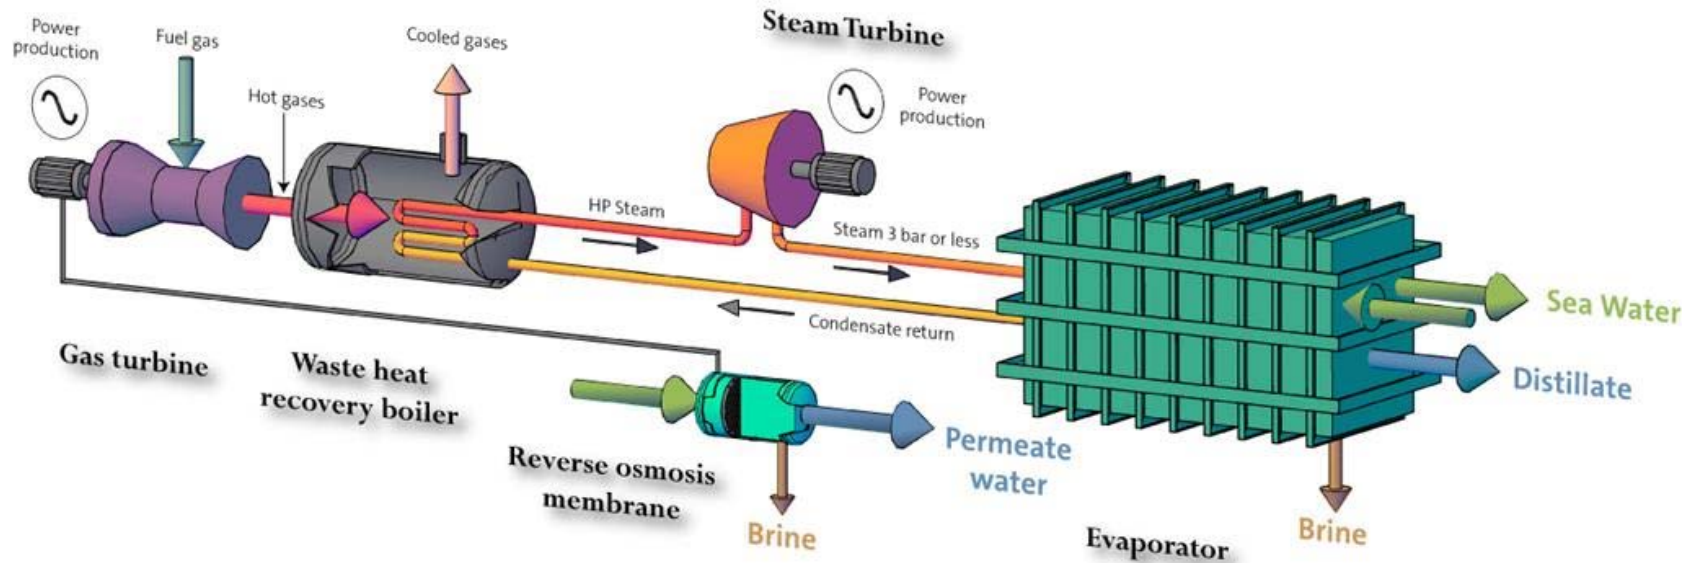 Power
production
Fuel gas
Hot gases
Cooled gases
Steam Turbine
Power
production
HP Steam
Steam 3 bar or less
Condensate return
Sea Water
Distillate
Gas turbine
Waste heat
recovery boiler
Reverse osmosis
membrane
Permeate
water
Brine
Evaporator
Brine